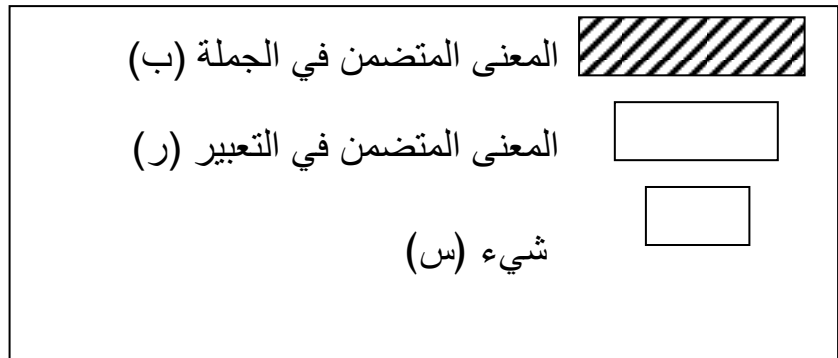 المعنى المتضمن في الجملة (ب)
المعنى المتضمن في التعبير (ر)
شيء (س)